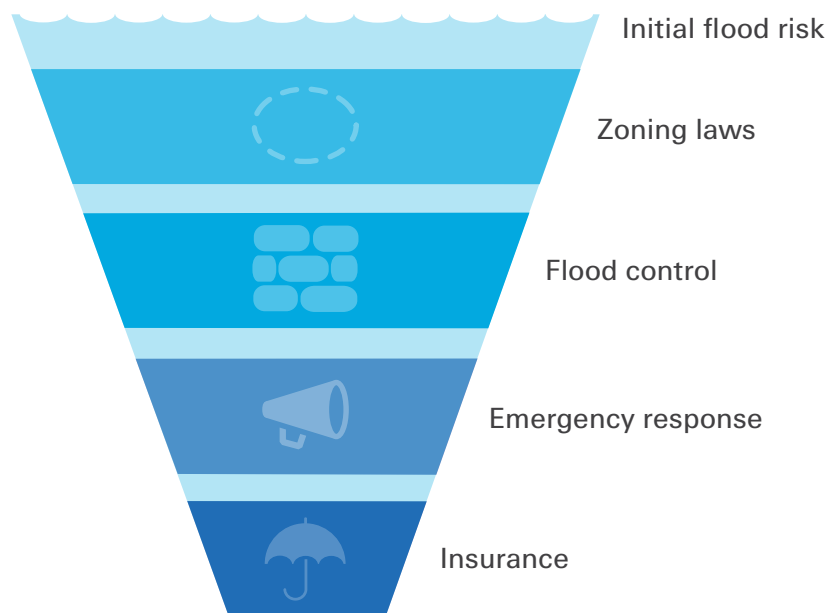 Initial flood risk
Zoning laws
Flood control
Emergency response
Insurance